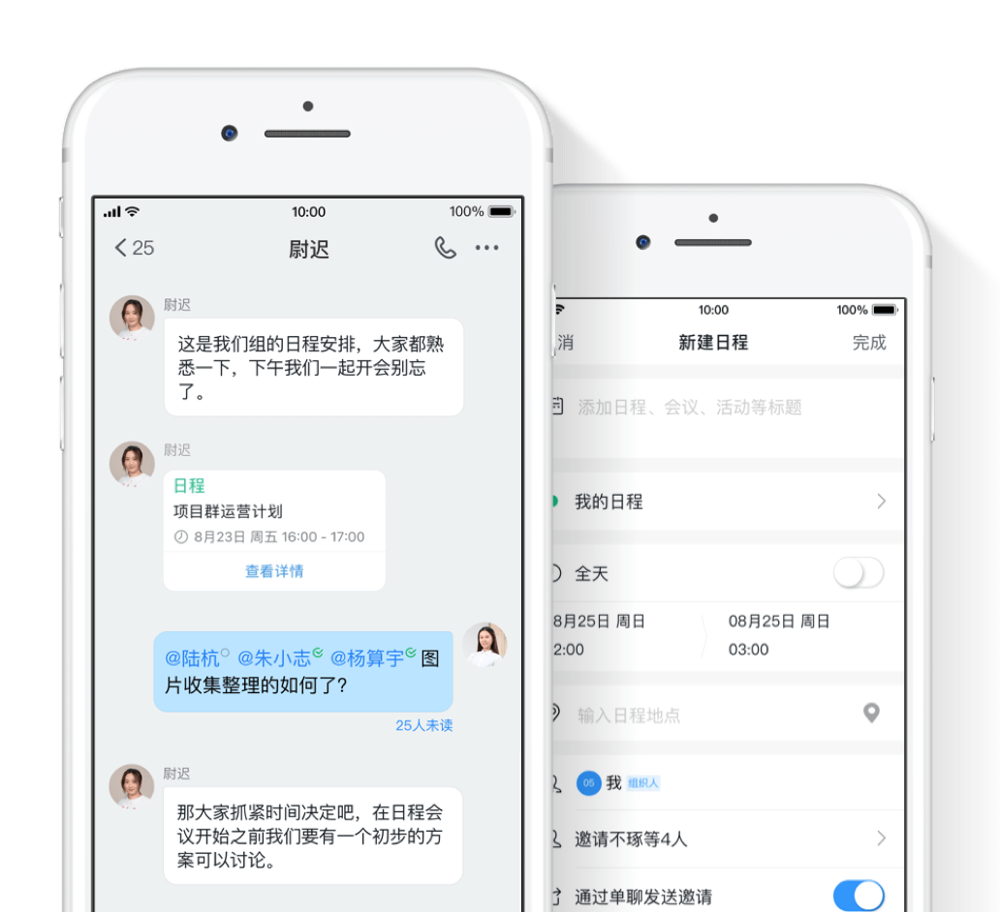 10:00
100%
25
尉迟
尉迟
这是我们组的日程安排，大家都熟
悉一下，下午我们一起开会别忘
了。
尉迟
日程
项目群运营计划
8月23日 周五 16:00 - 17:00
查看详情
@陆杭 @朱小志 @杨算宇 图
片收集整理的如何了?
25人未读
尉迟
那大家抓紧时间决定吧，在日程会
议开始之前我们要有一个初步的方
案可以讨论。
10:00
100%
消
新建日程
完成
添加日程、会议、活动等标题
我的日程
全天
8月25日 周日
08月25日 周日
2:00
03:00
输入日程地点
05 我 组织人
邀请不琢等4人
通过单聊发送邀请